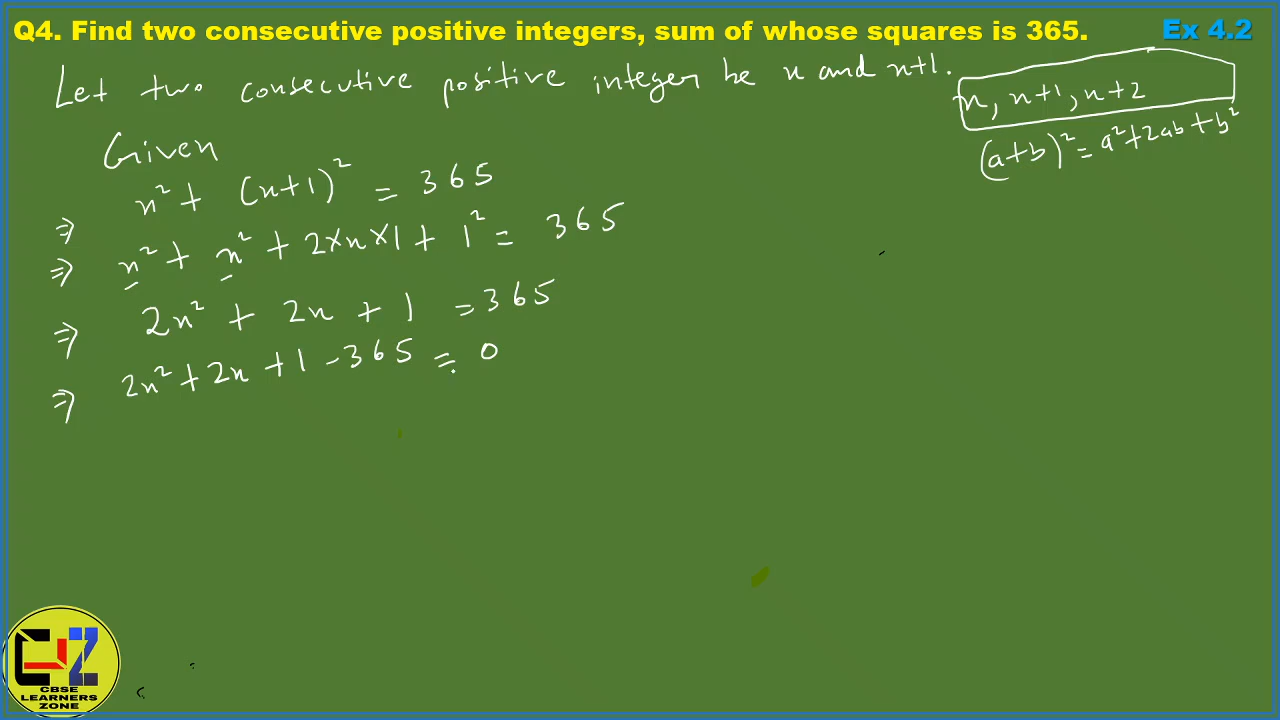 Q4. Find two consecutive positive integers, sum of whose squares is 365.
Ex 4.2
Let two consecutive positive integer be x and x+1.
x, x+1, x+2
(a+b)² = a²+2ab+b²
Given
x² + (x+1)² = 365
⇒ x² + x² + 2×x×1 + 1² = 365
⇒ 2x² + 2x + 1 = 365
⇒ 2x² + 2x + 1 - 365 = 0
CBSE
LEARNERS
ZONE